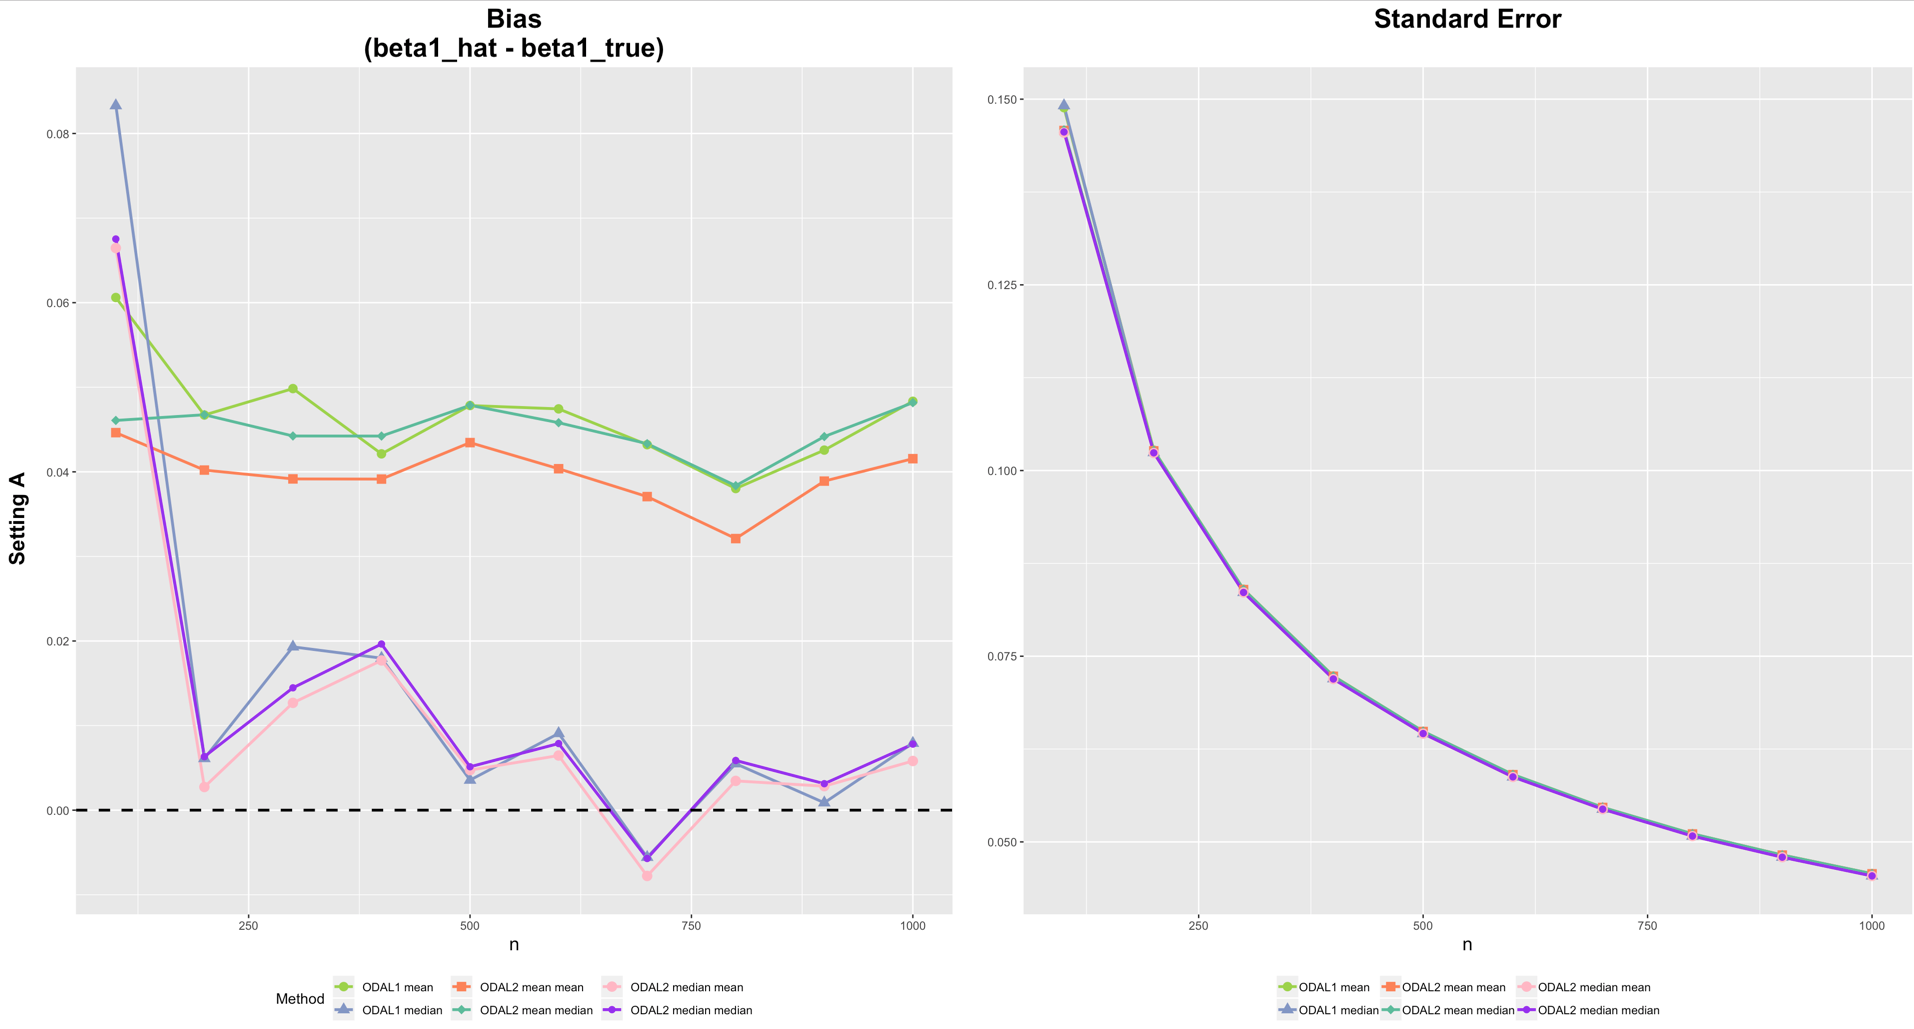 Bias
(beta1_hat - beta1_true)
Standard Error
Setting A
0.08
0.06
0.04
0.02
0.00
250 500 750 1000
n
0.150
0.125
0.100
0.075
0.050
250 500 750 1000
n
Method
ODAL1 mean ODAL2 mean mean ODAL2 median mean
ODAL1 median ODAL2 mean median ODAL2 median median
ODAL1 mean ODAL2 mean mean ODAL2 median mean
ODAL1 median ODAL2 mean median ODAL2 median median